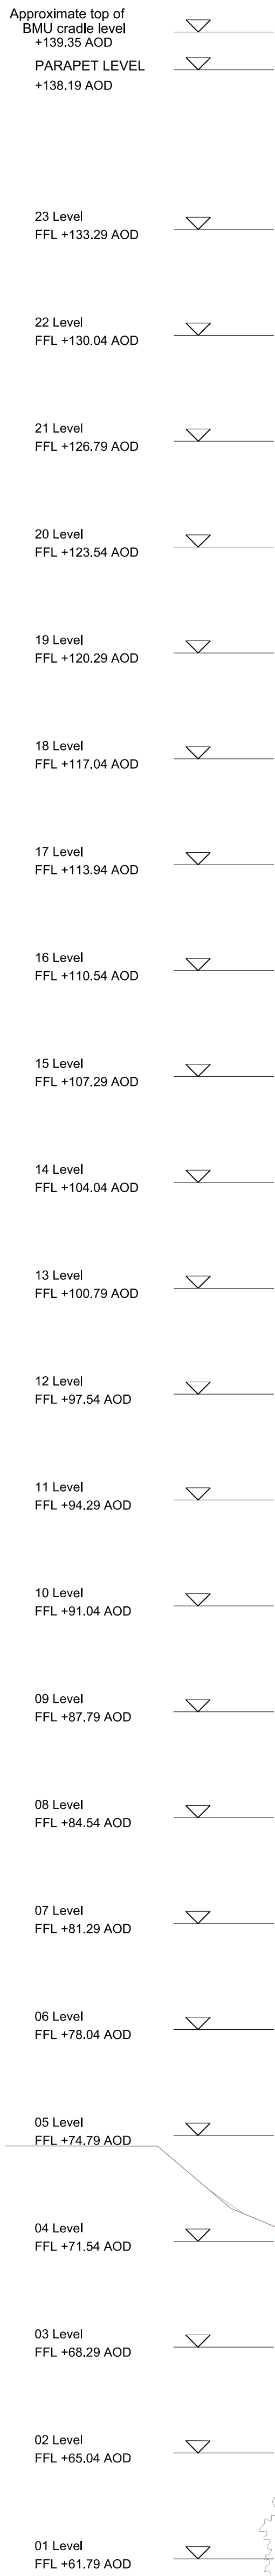 Approximate top of
BMU cradle level
+139.35 AOD
PARAPET LEVEL
+138.19 AOD
23 Level
FFL +133.29 AOD
22 Level
FFL +130.04 AOD
21 Level
FFL +126.79 AOD
20 Level
FFL +123.54 AOD
19 Level
FFL +120.29 AOD
18 Level
FFL +117.04 AOD
17 Level
FFL +113.94 AOD
16 Level
FFL +110.54 AOD
15 Level
FFL +107.29 AOD
14 Level
FFL +104.04 AOD
13 Level
FFL +100.79 AOD
12 Level
FFL +97.54 AOD
11 Level
FFL +94.29 AOD
10 Level
FFL +91.04 AOD
09 Level
FFL +87.79 AOD
08 Level
FFL +84.54 AOD
07 Level
FFL +81.29 AOD
06 Level
FFL +78.04 AOD
05 Level
FFL +74.79 AOD
04 Level
FFL +71.54 AOD
03 Level
FFL +68.29 AOD
02 Level
FFL +65.04 AOD
01 Level
FFL +61.79 AOD